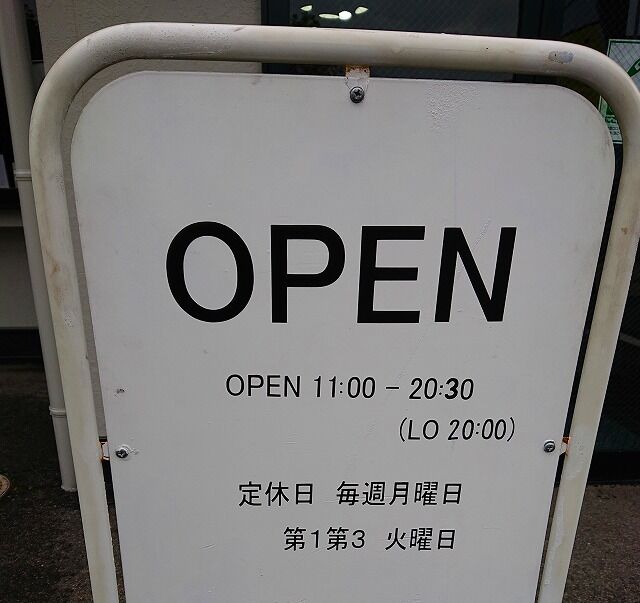 OPEN
OPEN 11:00 - 20:30
(LO 20:00)
定休日 毎週月曜日
第1第3 火曜日